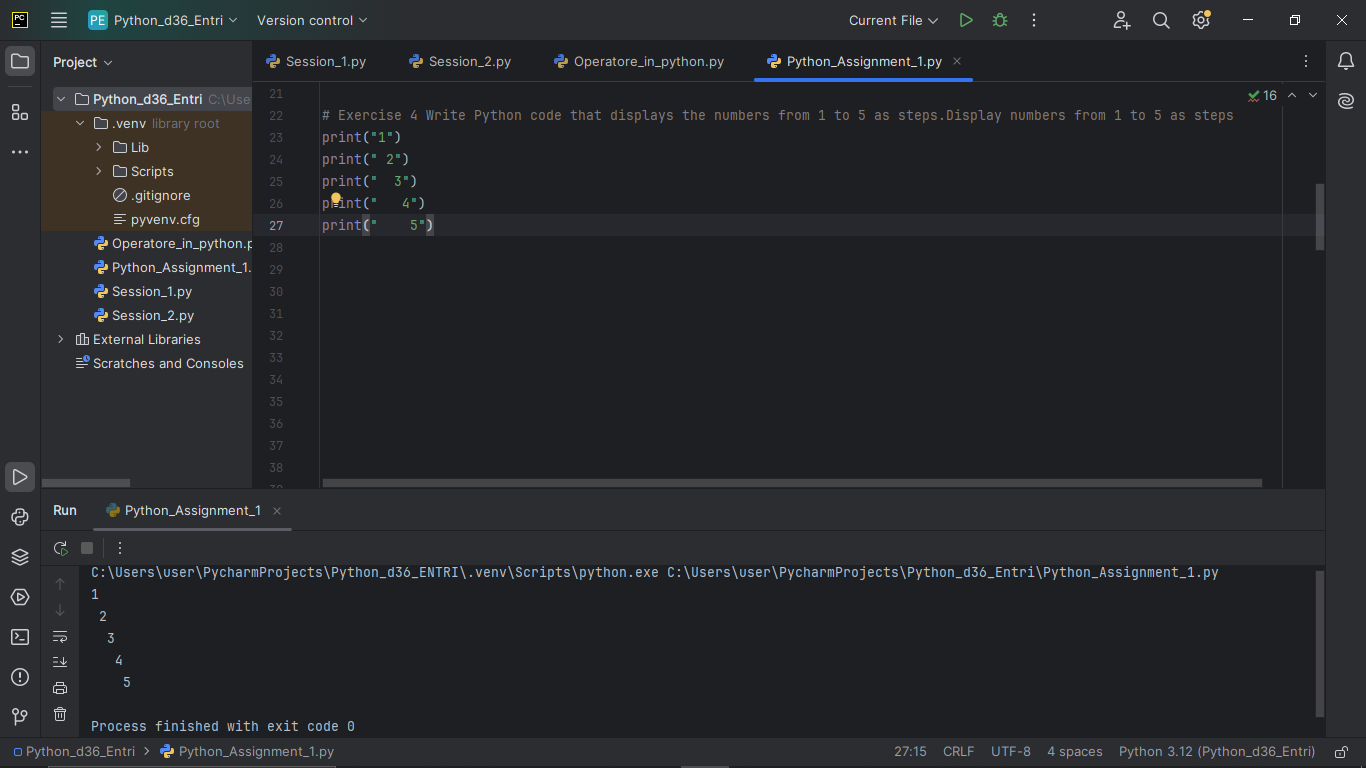 PC PE Python_d36_Entri Version control Current File
Project
Session_1.py Session_2.py Operatore_in_python.py Python_Assignment_1.py
Python_d36_Entri C:\Use
.venv library root
Lib
Scripts
.gitignore
pyvenv.cfg
Operatore_in_python.p
Python_Assignment_1.
Session_1.py
Session_2.py
External Libraries
Scratches and Consoles
16
21
22 # Exercise 4 Write Python code that displays the numbers from 1 to 5 as steps.Display numbers from 1 to 5 as steps
23 print("1")
24 print(" 2")
25 print("  3")
26 print("   4")
27 print("    5")
28
29
30
31
32
33
34
35
36
37
38
Run Python_Assignment_1
C:\Users\user\PycharmProjects\Python_d36_ENTRI\.venv\Scripts\python.exe C:\Users\user\PycharmProjects\Python_d36_Entri\Python_Assignment_1.py
1
 2
  3
   4
    5
Process finished with exit code 0
Python_d36_Entri > Python_Assignment_1.py 27:15 CRLF UTF-8 4 spaces Python 3.12 (Python_d36_Entri)